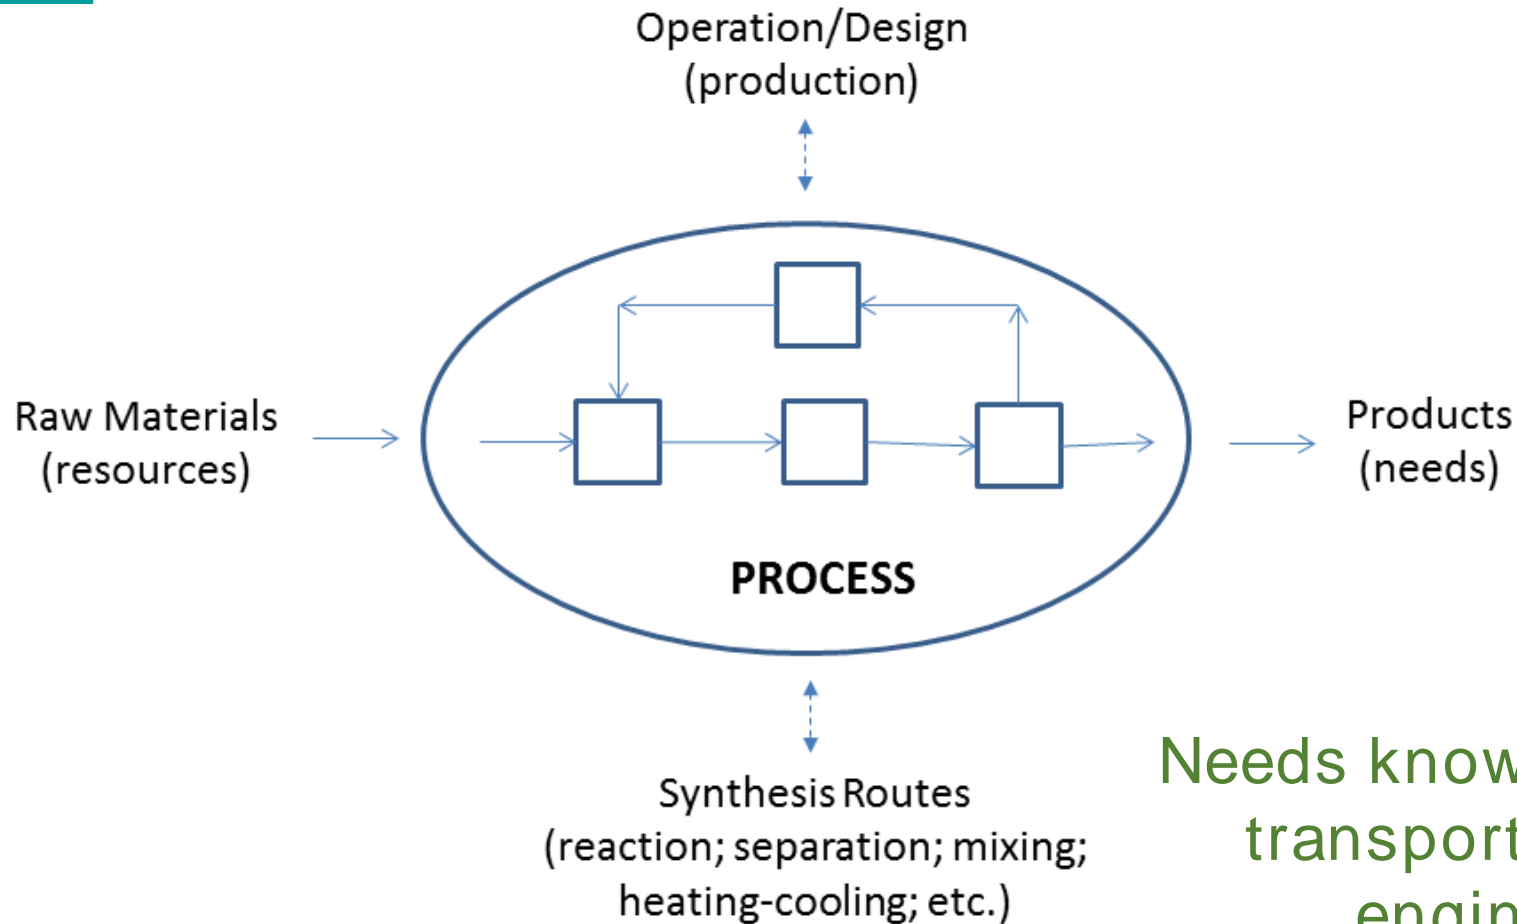 Operation/Design
(production)
Raw Materials
(resources)
Products
(needs)
PROCESS
Synthesis Routes
(reaction; separation; mixing;
heating-cooling; etc.)
Needs
transport